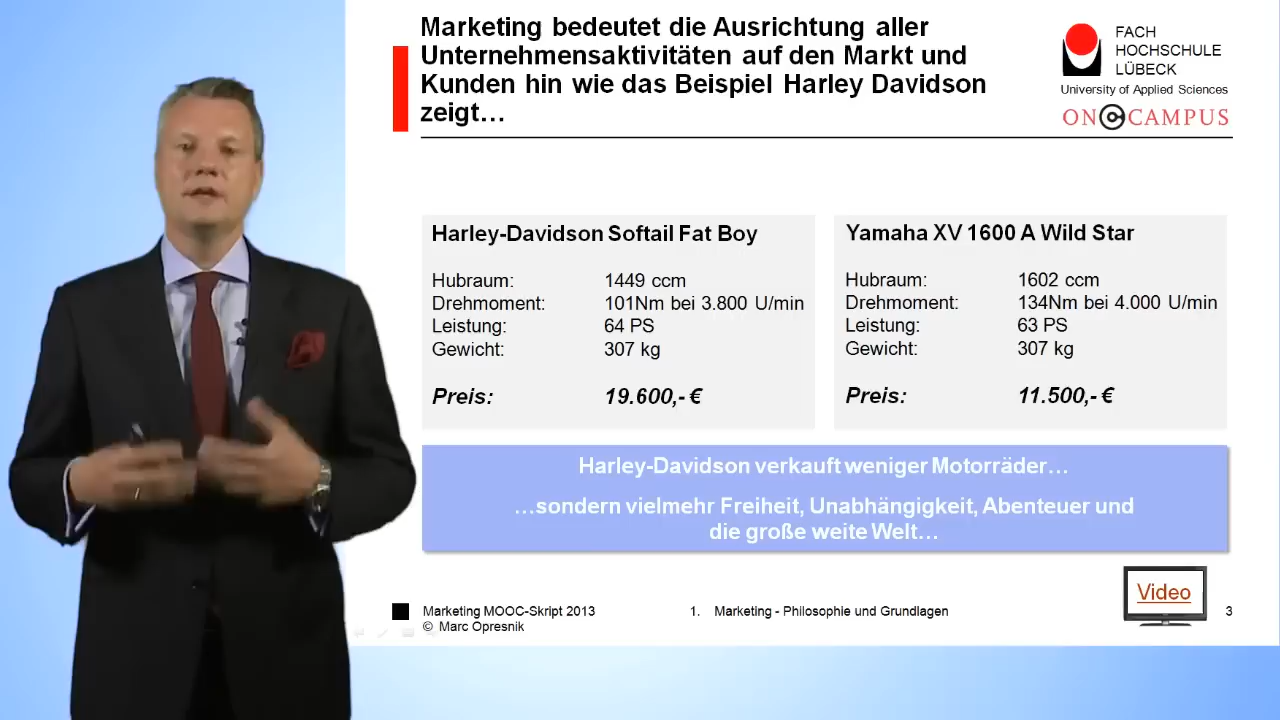 Marketing bedeutet die Ausrichtung aller
Unternehmensaktivitäten auf den Markt und
Kunden hin wie das Beispiel Harley Davidson
zeigt…
FACH
HOCHSCHULE
LÜBECK
University of Applied Sciences
ONCAMPUS
Harley-Davidson Softail Fat Boy
Hubraum: 1449 ccm
Drehmoment: 101Nm bei 3.800 U/min
Leistung: 64 PS
Gewicht: 307 kg
Preis: 19.600,- €
Yamaha XV 1600 A Wild Star
Hubraum: 1602 ccm
Drehmoment: 134Nm bei 4.000 U/min
Leistung: 63 PS
Gewicht: 307 kg
Preis: 11.500,- €
Harley-Davidson verkauft weniger Motorräder…
…sondern vielmehr Freiheit, Unabhängigkeit, Abenteuer und
die große weite Welt…
Video
Marketing MOOC-Skript 2013
© Marc Opresnik
1. Marketing - Philosophie und Grundlagen
3